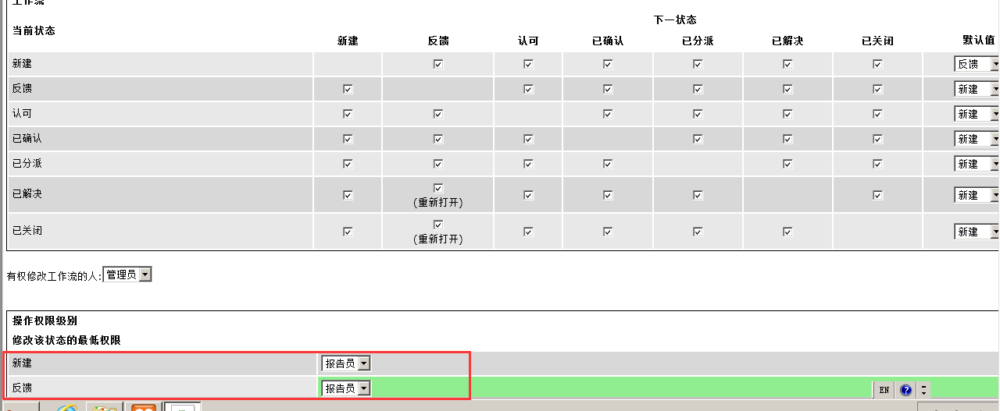 工作流
下一状态
当前状态
新建 反馈 认可 已确认 已分派 已解决 已关闭 默认值
新建 反馈
反馈 新建
认可 新建
已确认 新建
已分派 新建
已解决 (重新打开) 新建
已关闭 (重新打开) 新建
有权修改工作流的人:管理员
操作权限级别
修改该状态的最低权限
新建 报告员
反馈 报告员
EN ?